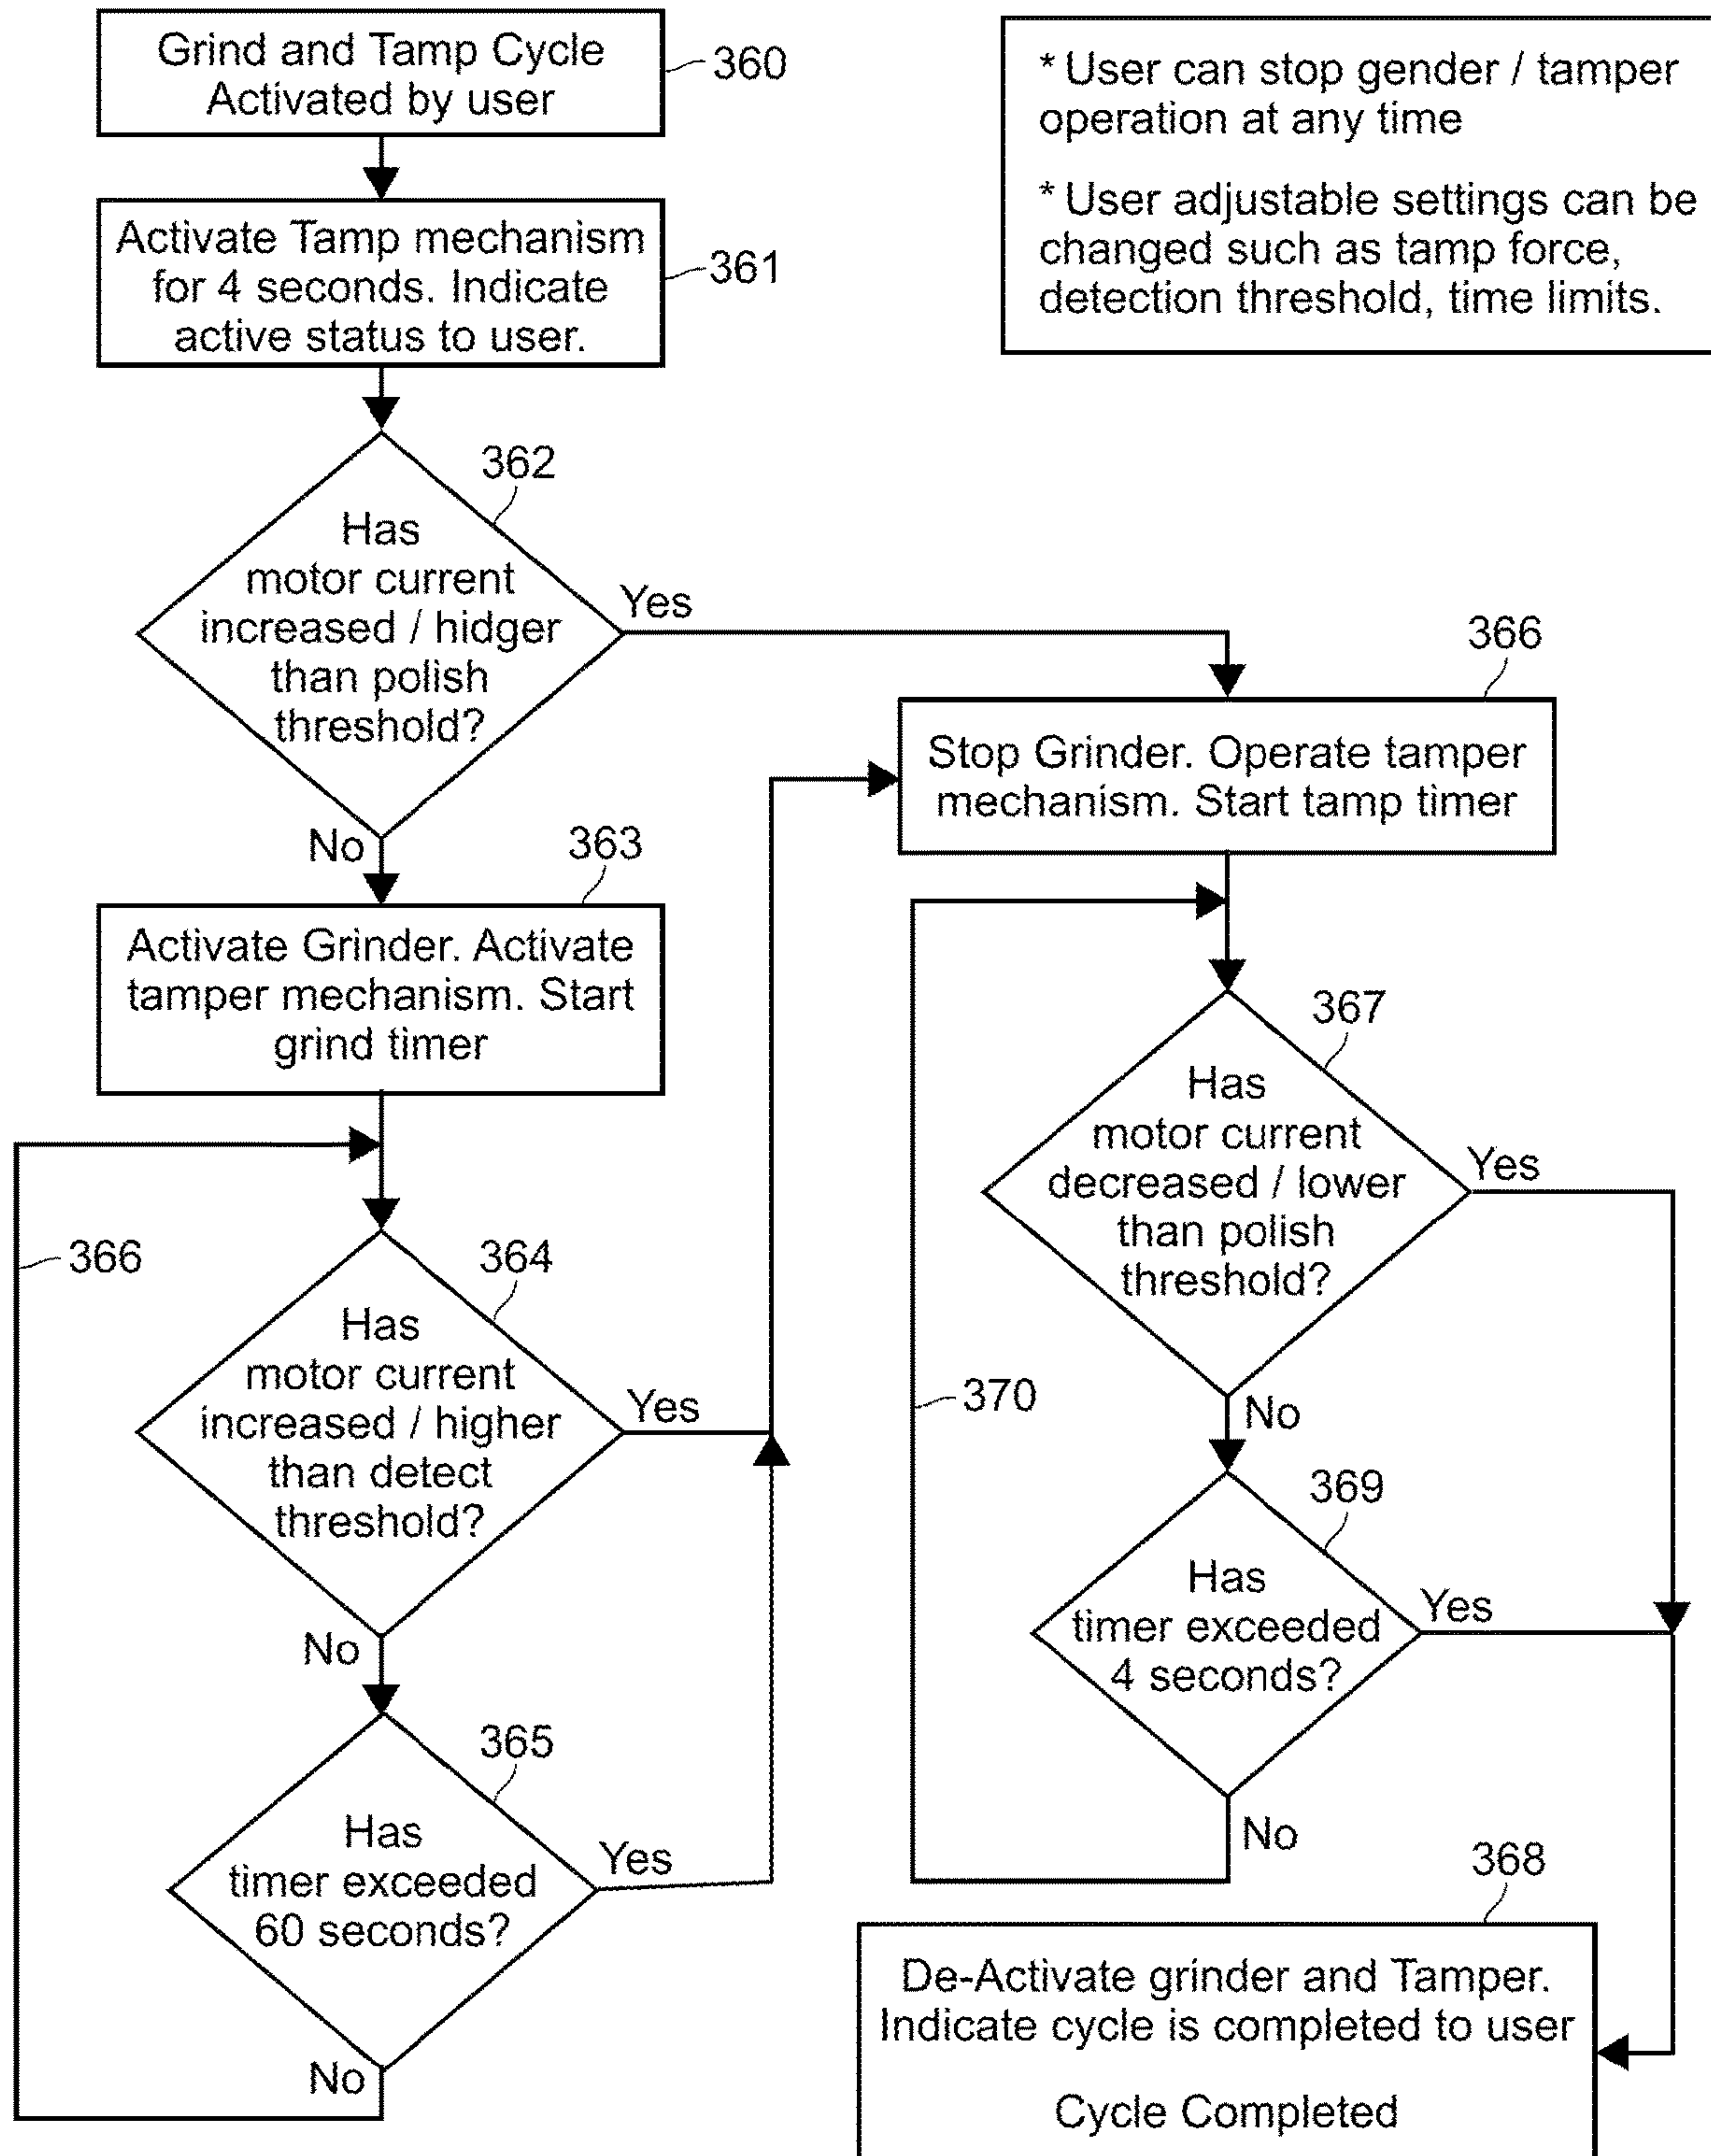 Grind and Tamp Cycle
Activated by user
360
* User can stop gender / tamper
operation at any time
* User adjustable settings can be
changed such as tamp force,
detection threshold, time limits.
Activate Tamp mechanism
for 4 seconds. Indicate
active status to user.
361
362
Has
motor current
increased / hidger
than polish
threshold?
Yes
No
363
Activate Grinder. Activate
tamper mechanism. Start
grind timer
366
364
Has
motor current
increased / higher
than detect
threshold?
Yes
No
365
Has
timer exceeded
60 seconds?
Yes
No
366
Stop Grinder. Operate tamper
mechanism. Start tamp timer
367
Has
motor current
decreased / lower
than polish
threshold?
Yes
No
370
369
Has
timer exceeded
4 seconds?
Yes
No
368
De-Activate grinder and Tamper.
Indicate cycle is completed to user
Cycle Completed